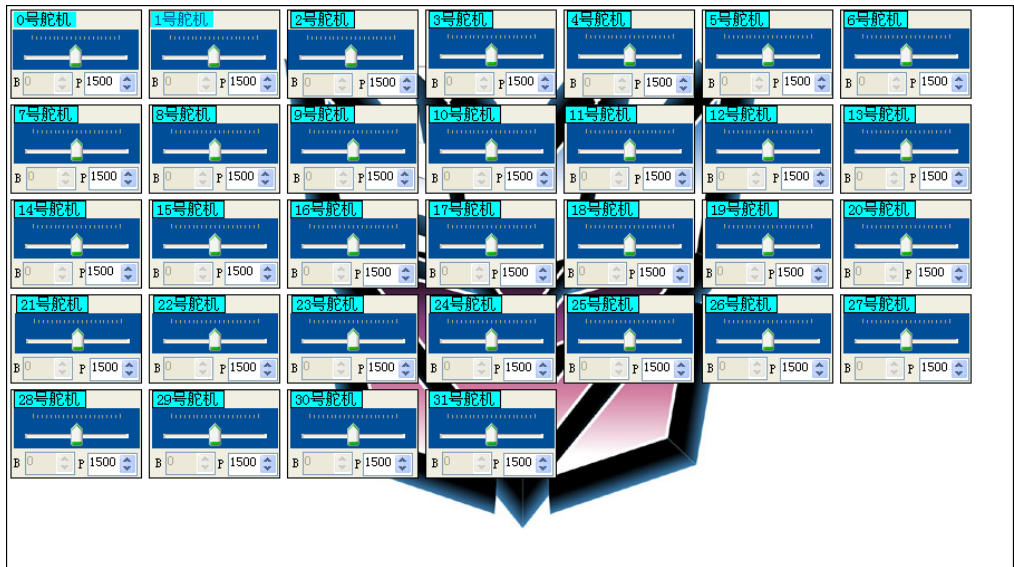 0号舵机 1号舵机 2号舵机 3号舵机 4号舵机 5号舵机 6号舵机
B 0 P 1500 B 0 P 1500 B 0 P 1500 B 0 P 1500 B 0 P 1500 B 0 P 1500 B 0 P 1500
7号舵机 8号舵机 9号舵机 10号舵机 11号舵机 12号舵机 13号舵机
B 0 P 1500 B 0 P 1500 B 0 P 1500 B 0 P 1500 B 0 P 1500 B 0 P 1500 B 0 P 1500
14号舵机 15号舵机 16号舵机 17号舵机 18号舵机 19号舵机 20号舵机
B 0 P 1500 B 0 P 1500 B 0 P 1500 B 0 P 1500 B 0 P 1500 B 0 P 1500 B 0 P 1500
21号舵机 22号舵机 23号舵机 24号舵机 25号舵机 26号舵机 27号舵机
B 0 P 1500 B 0 P 1500 B 0 P 1500 B 0 P 1500 B 0 P 1500 B 0 P 1500 B 0 P 1500
28号舵机 29号舵机 30号舵机 31号舵机
B 0 P 1500 B 0 P 1500 B 0 P 1500 B 0 P 1500